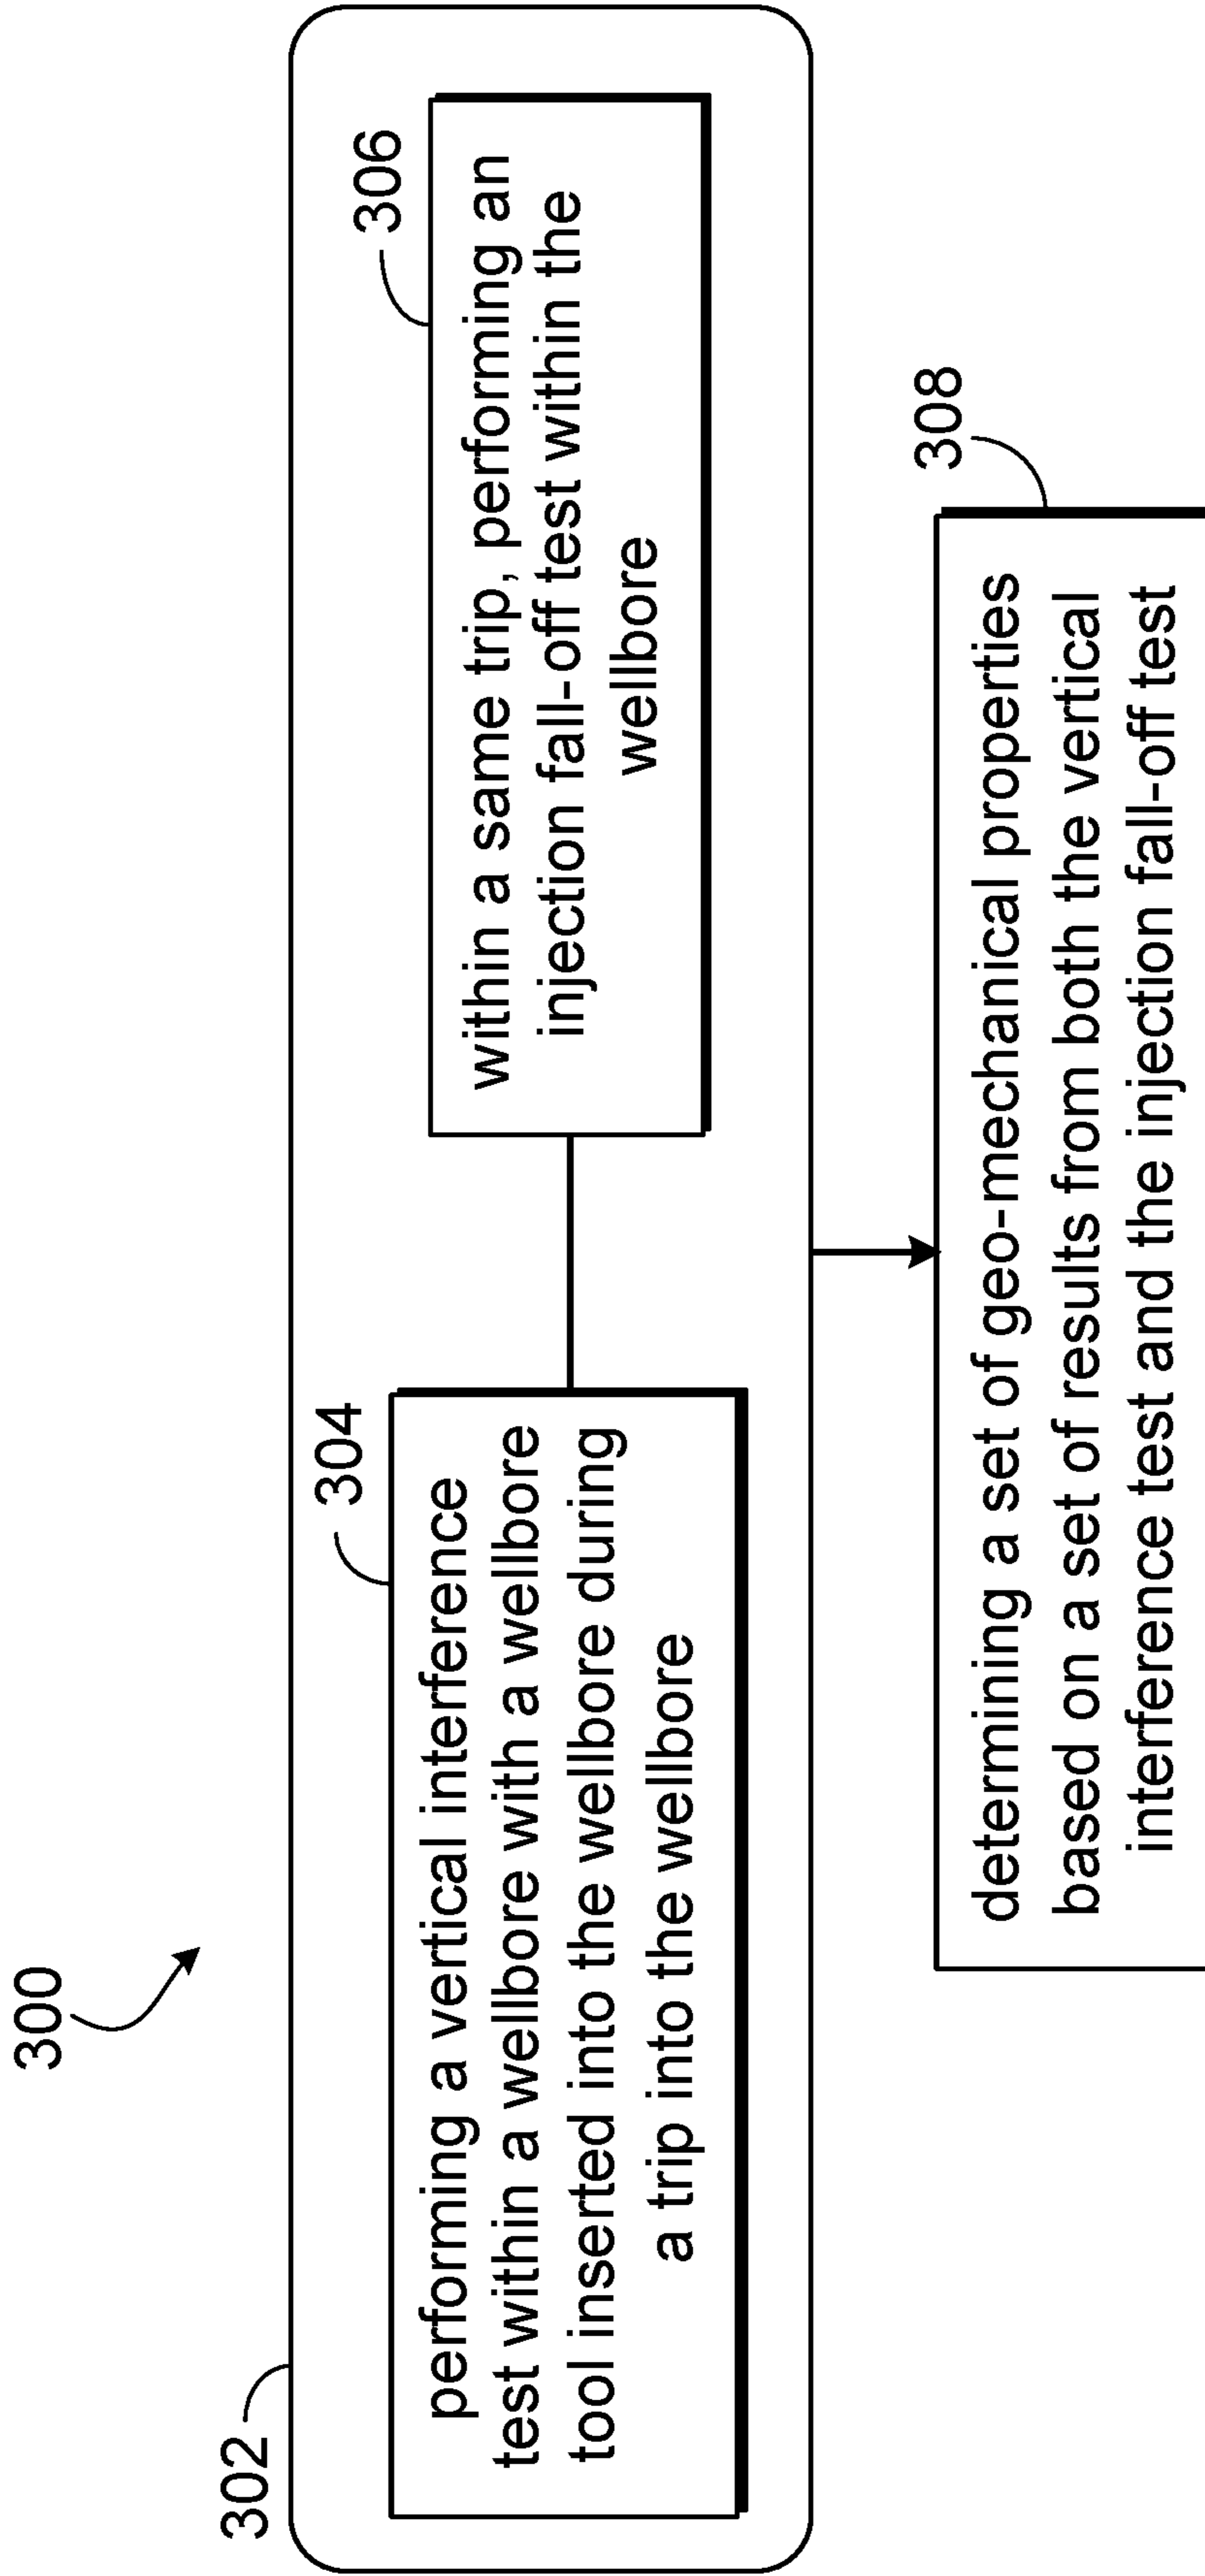 300
302
304
performing a vertical interference
test within a wellbore with a wellbore
tool inserted into the wellbore during
a trip into the wellbore
306
within a same trip, performing an
injection fall-off test within the
wellbore
308
determining a set of geo-mechanical properties
based on a set of results from both the vertical
interference test and the injection fall-off test